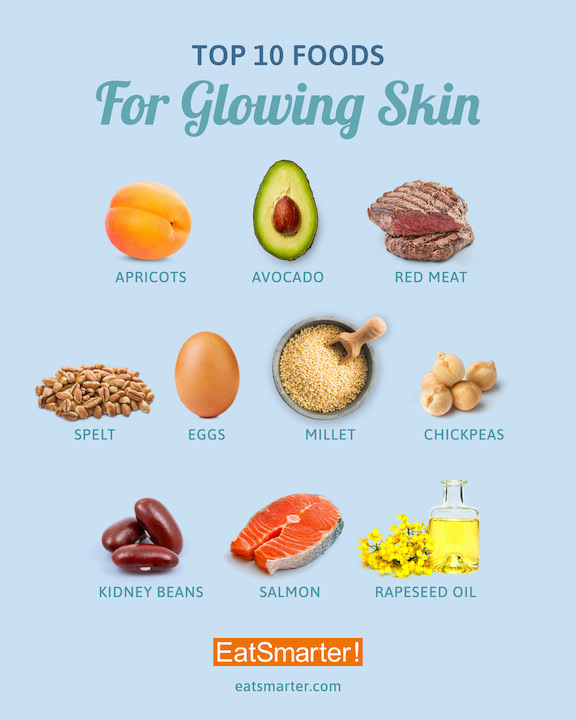 TOP 10 FOODS
For Glowing Skin
APRICOTS
AVOCADO
RED MEAT
SPELT
EGGS
MILLET
CHICKPEAS
KIDNEY BEANS
SALMON
RAPESEED OIL
EatSmarter!
eatsmarter.com